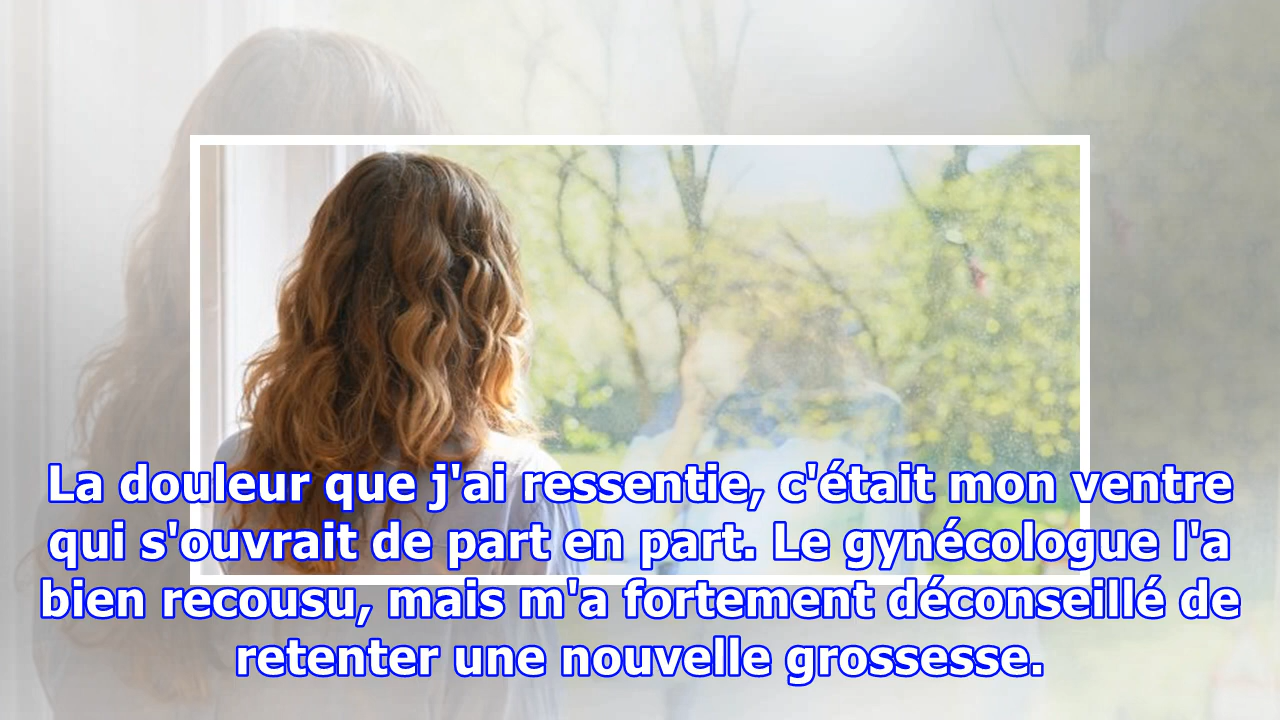 La douleur que j'ai ressentie, c'était mon ventre
qui s'ouvrait de part en part. Le gynécologue l'a
bien recousu, mais m'a fortement déconseillé de
retenter une nouvelle grossesse.